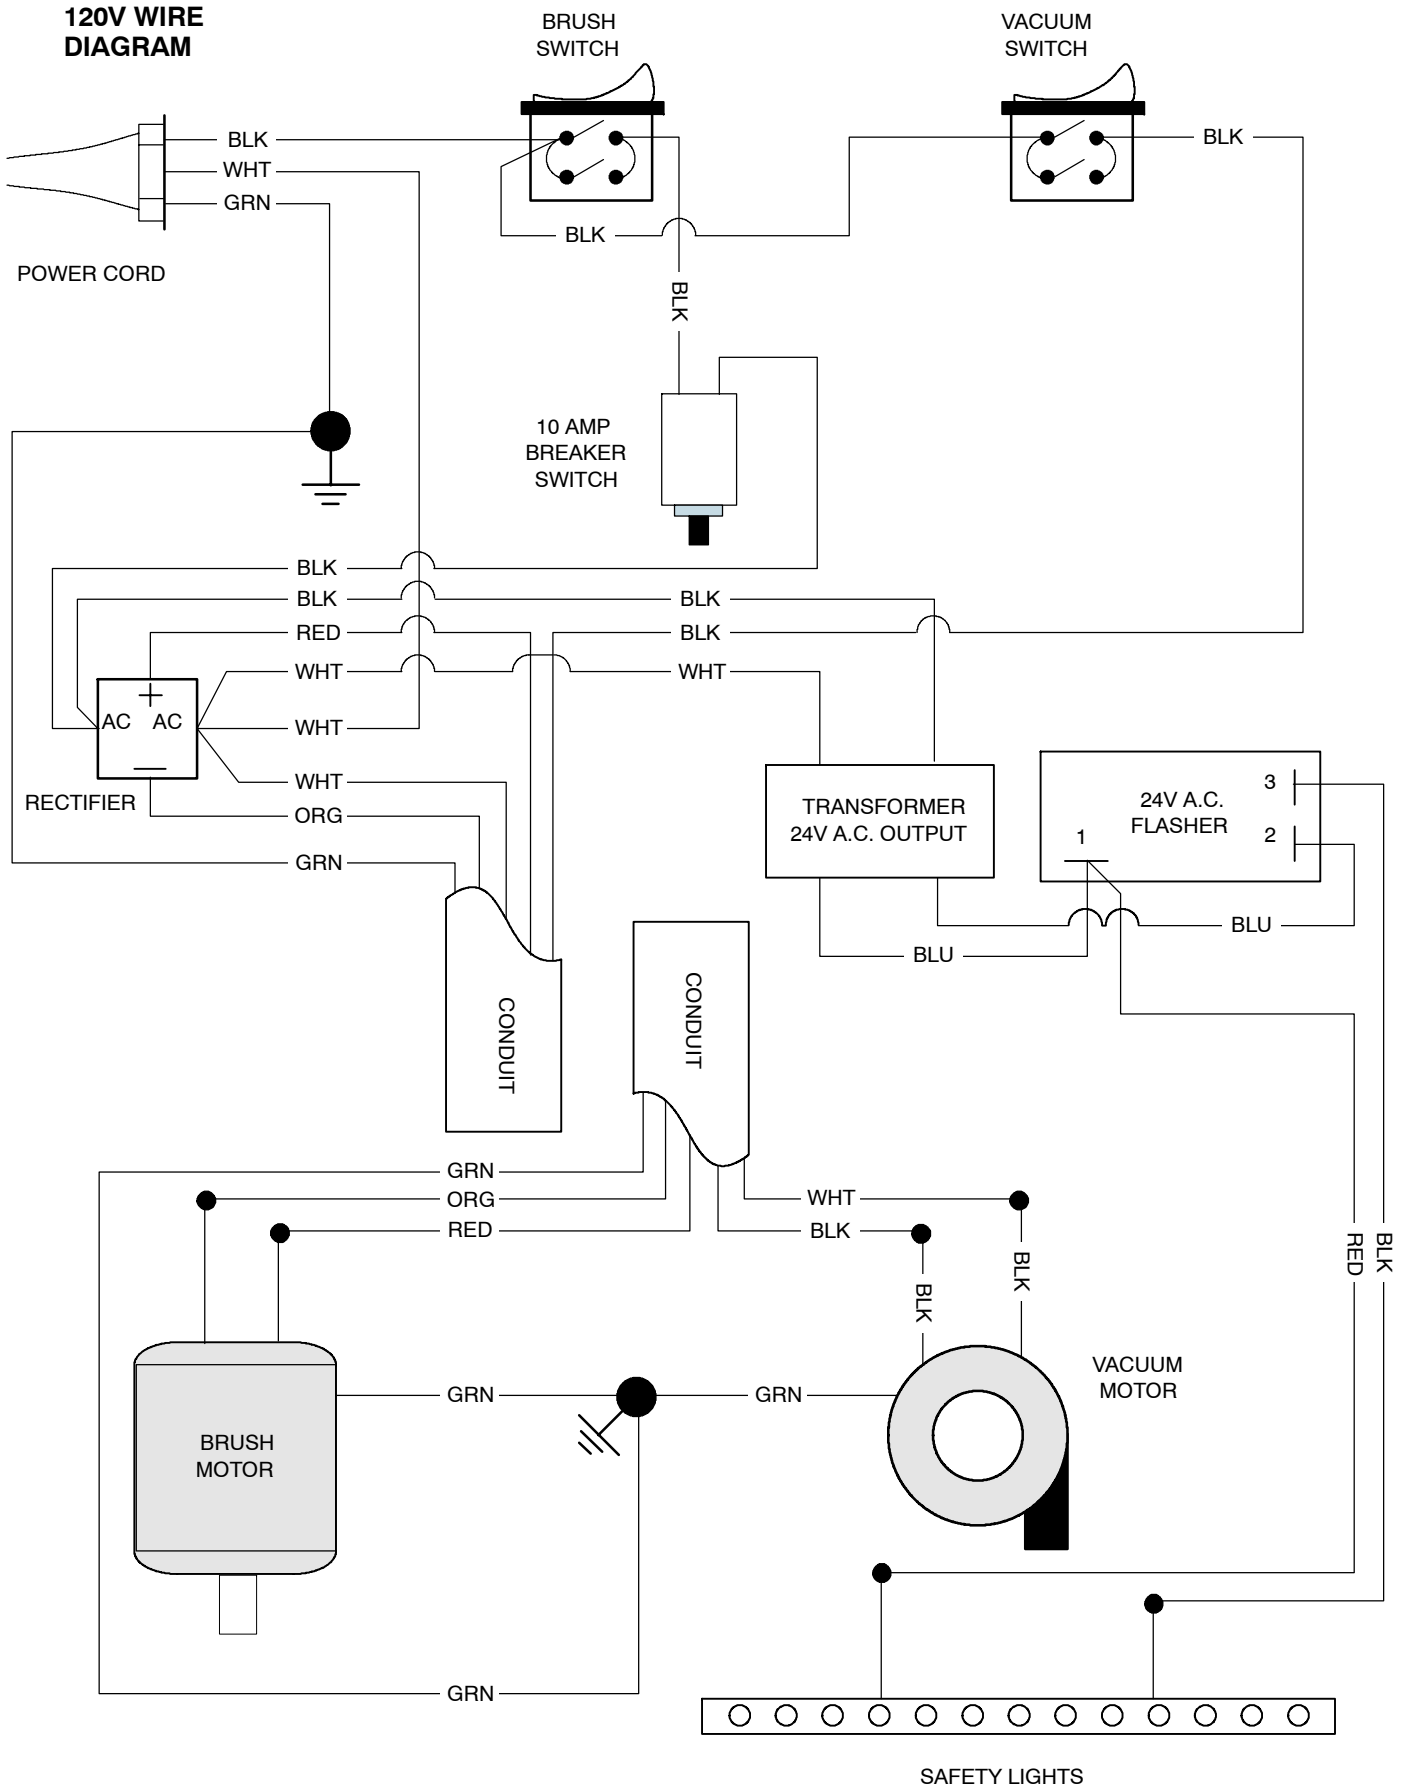 120V WIRE
DIAGRAM
BRUSH
SWITCH
VACUUM
SWITCH
BLK
WHT
GRN
BLK
BLK
POWER CORD
BLK
10 AMP
BREAKER
SWITCH
BLK
BLK
BLK
RED
BLK
WHT
WHT
+
AC AC
WHT
—
WHT
RECTIFIER
ORG
GRN
TRANSFORMER
24V A.C. OUTPUT
24V A.C.
FLASHER
3
2
1
BLU
BLU
CONDUIT
CONDUIT
GRN
ORG
RED
WHT
BLK
BLK
BLK
RED
BLK
VACUUM
MOTOR
GRN
GRN
BRUSH
MOTOR
GRN
SAFETY LIGHTS